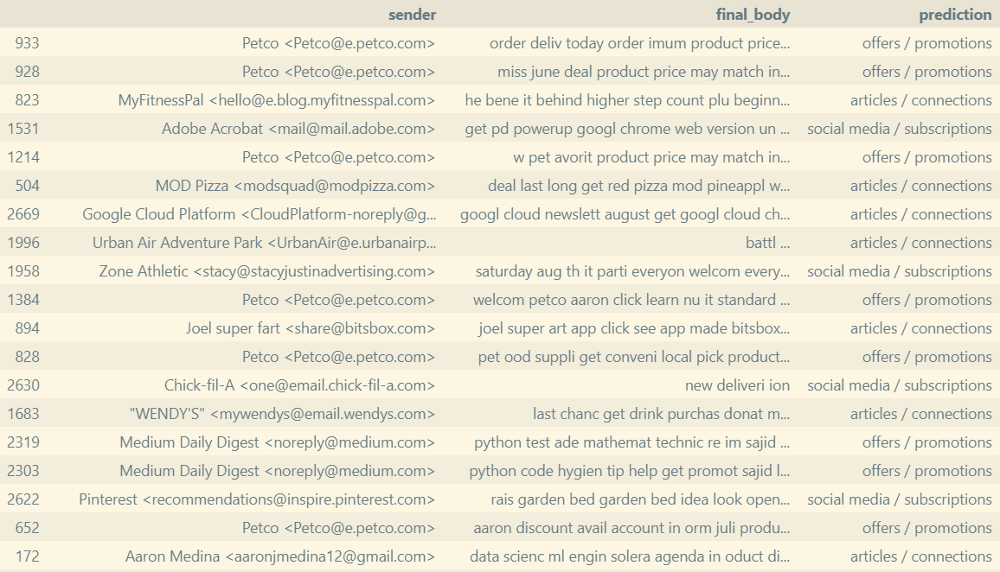 sender final_body prediction
933 Petco <Petco@e.petco.com> order deliv today order imum product price... offers / promotions
928 Petco <Petco@e.petco.com> miss june deal product price may match in... offers / promotions
823 MyFitnessPal <hello@e.blog.myfitnesspal.com> he bene it behind higher step count plu beginn... articles / connections
1531 Adobe Acrobat <mail@mail.adobe.com> get pd powerup googl chrome web version un ... social media / subscriptions
1214 Petco <Petco@e.petco.com> w pet avorit product price may match in... offers / promotions
504 MOD Pizza <modsquad@modpizza.com> deal last long get red pizza mod pineappl w... articles / connections
2669 Google Cloud Platform <CloudPlatform-noreply@g... googl cloud newslett august get googl cloud ch... articles / connections
1996 Urban Air Adventure Park <UrbanAir@e.urbanairp... battl ... articles / connections
1958 Zone Athletic <stacy@stacyjustinadvertising.com> saturday aug th it parti everyon welcom every... social media / subscriptions
1384 Petco <Petco@e.petco.com> welcom petco aaron click learn nu it standard ... offers / promotions
894 Joel super fart <share@bitsbox.com> joel super art app click see app made bitsbox... articles / connections
828 Petco <Petco@e.petco.com> pet ood suppli get conveni local pick product... offers / promotions
2630 Chick-fil-A <one@email.chick-fil-a.com> new deliveri ion social media / subscriptions
1683 "WENDY'S" <mywendys@email.wendys.com> last chanc get drink purchas donat m... articles / connections
2319 Medium Daily Digest <noreply@medium.com> python test ade mathemat technic re im sajid ... offers / promotions
2303 Medium Daily Digest <noreply@medium.com> python code hygien tip help get promot sajid l... offers / promotions
2622 Pinterest <recommendations@inspire.pinterest.com> rais garden bed garden bed idea look open... social media / subscriptions
652 Petco <Petco@e.petco.com> aaron discount avail account in orm juli produ... offers / promotions
172 Aaron Medina <aaronjmedina12@gmail.com> data scienc ml engin solera agenda in oduct di... articles / connections